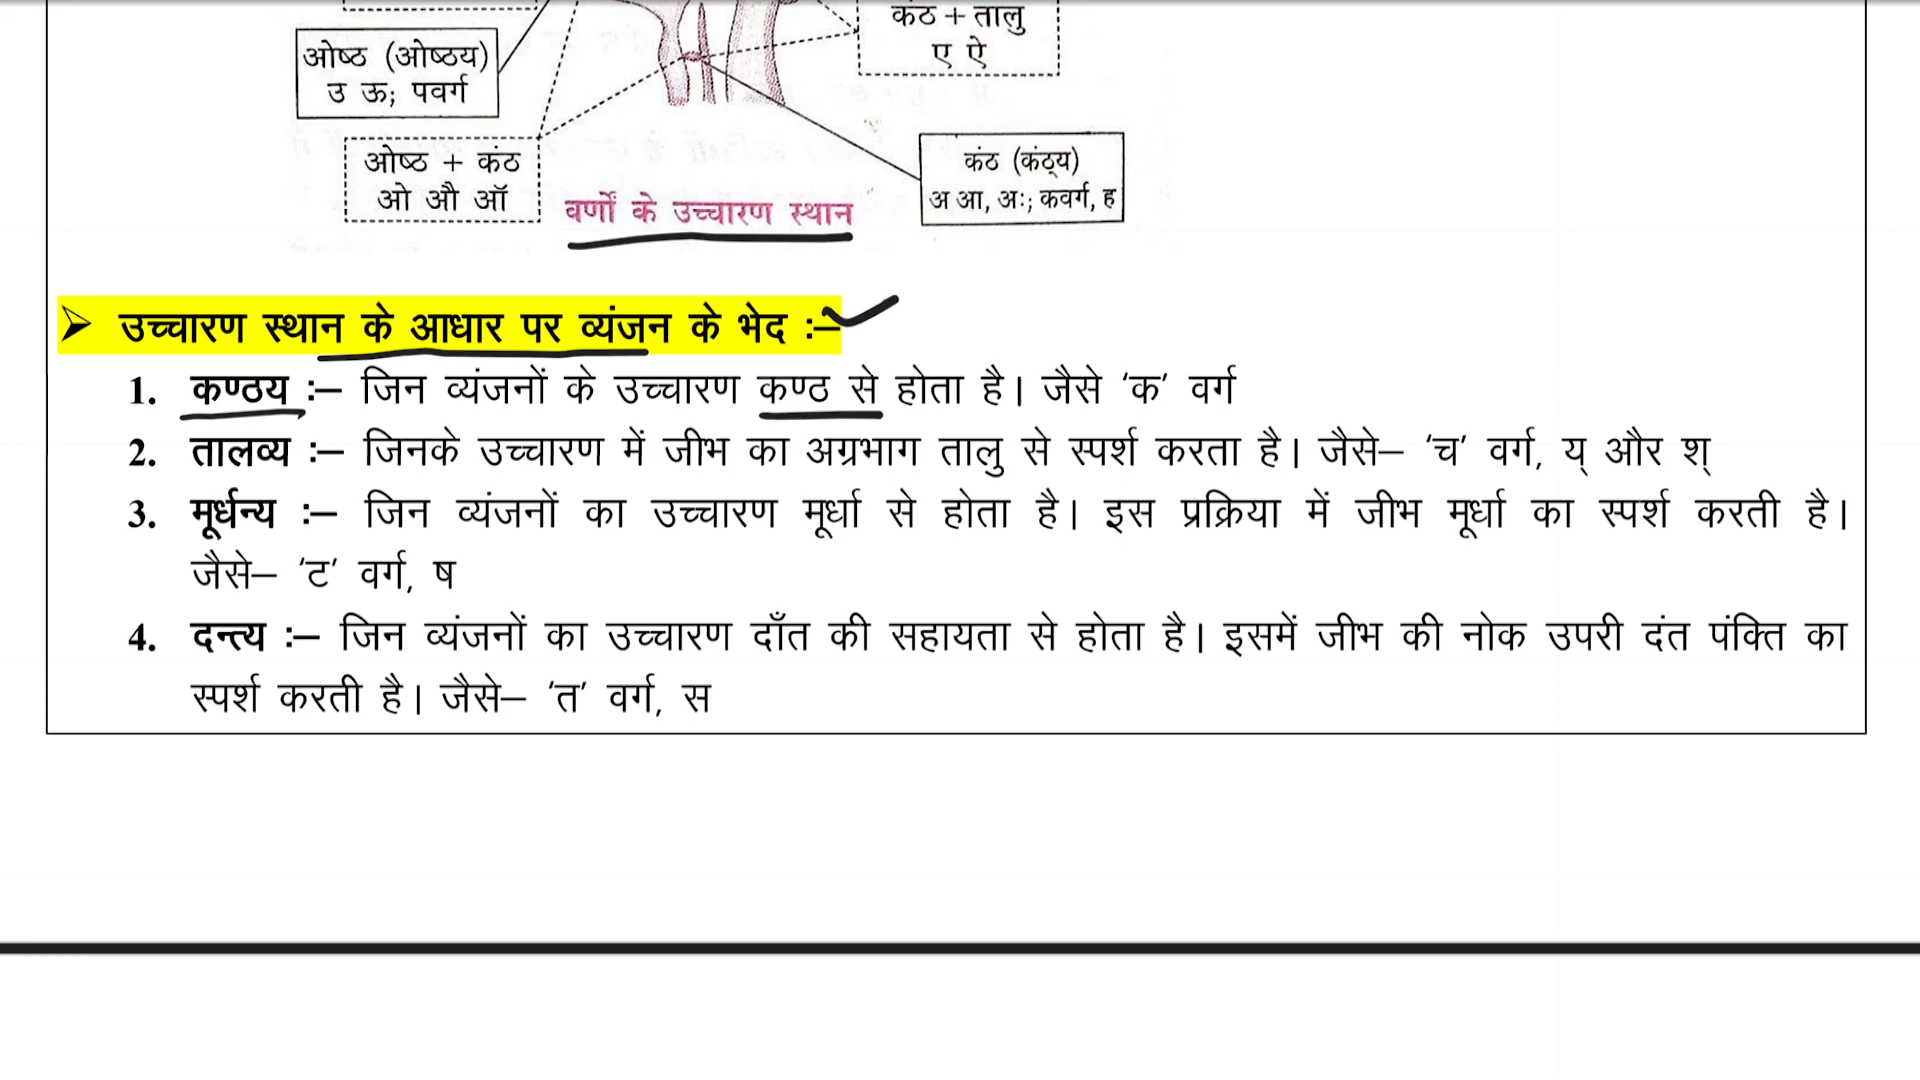 कंठ + तालु
ओष्ठ (ओष्ठय)
ए ऐ
उ ऊ; पवर्ग
ओष्ठ + कंठ
कंठ (कंठ्य)
ओ औ ऑ
अ आ, अः; कवर्ग, ह
वर्णों के उच्चारण स्थान
➢ उच्चारण स्थान के आधार पर व्यंजन के भेद :–
1. कण्ठय :– जिन व्यंजनों के उच्चारण कण्ठ से होता है। जैसे ‘क’ वर्ग
2. तालव्य :– जिनके उच्चारण में जीभ का अग्रभाग तालु से स्पर्श करता है। जैसे– ‘च’ वर्ग, य् और श्
3. मूर्धन्य :– जिन व्यंजनों का उच्चारण मूर्धा से होता है। इस प्रक्रिया में जीभ मूर्धा का स्पर्श करती है।
जैसे– ‘ट’ वर्ग, ष
4. दन्त्य :– जिन व्यंजनों का उच्चारण दाँत की सहायता से होता है। इसमें जीभ की नोक उपरी दंत पंक्ति का
स्पर्श करती है। जैसे– ‘त’ वर्ग, स